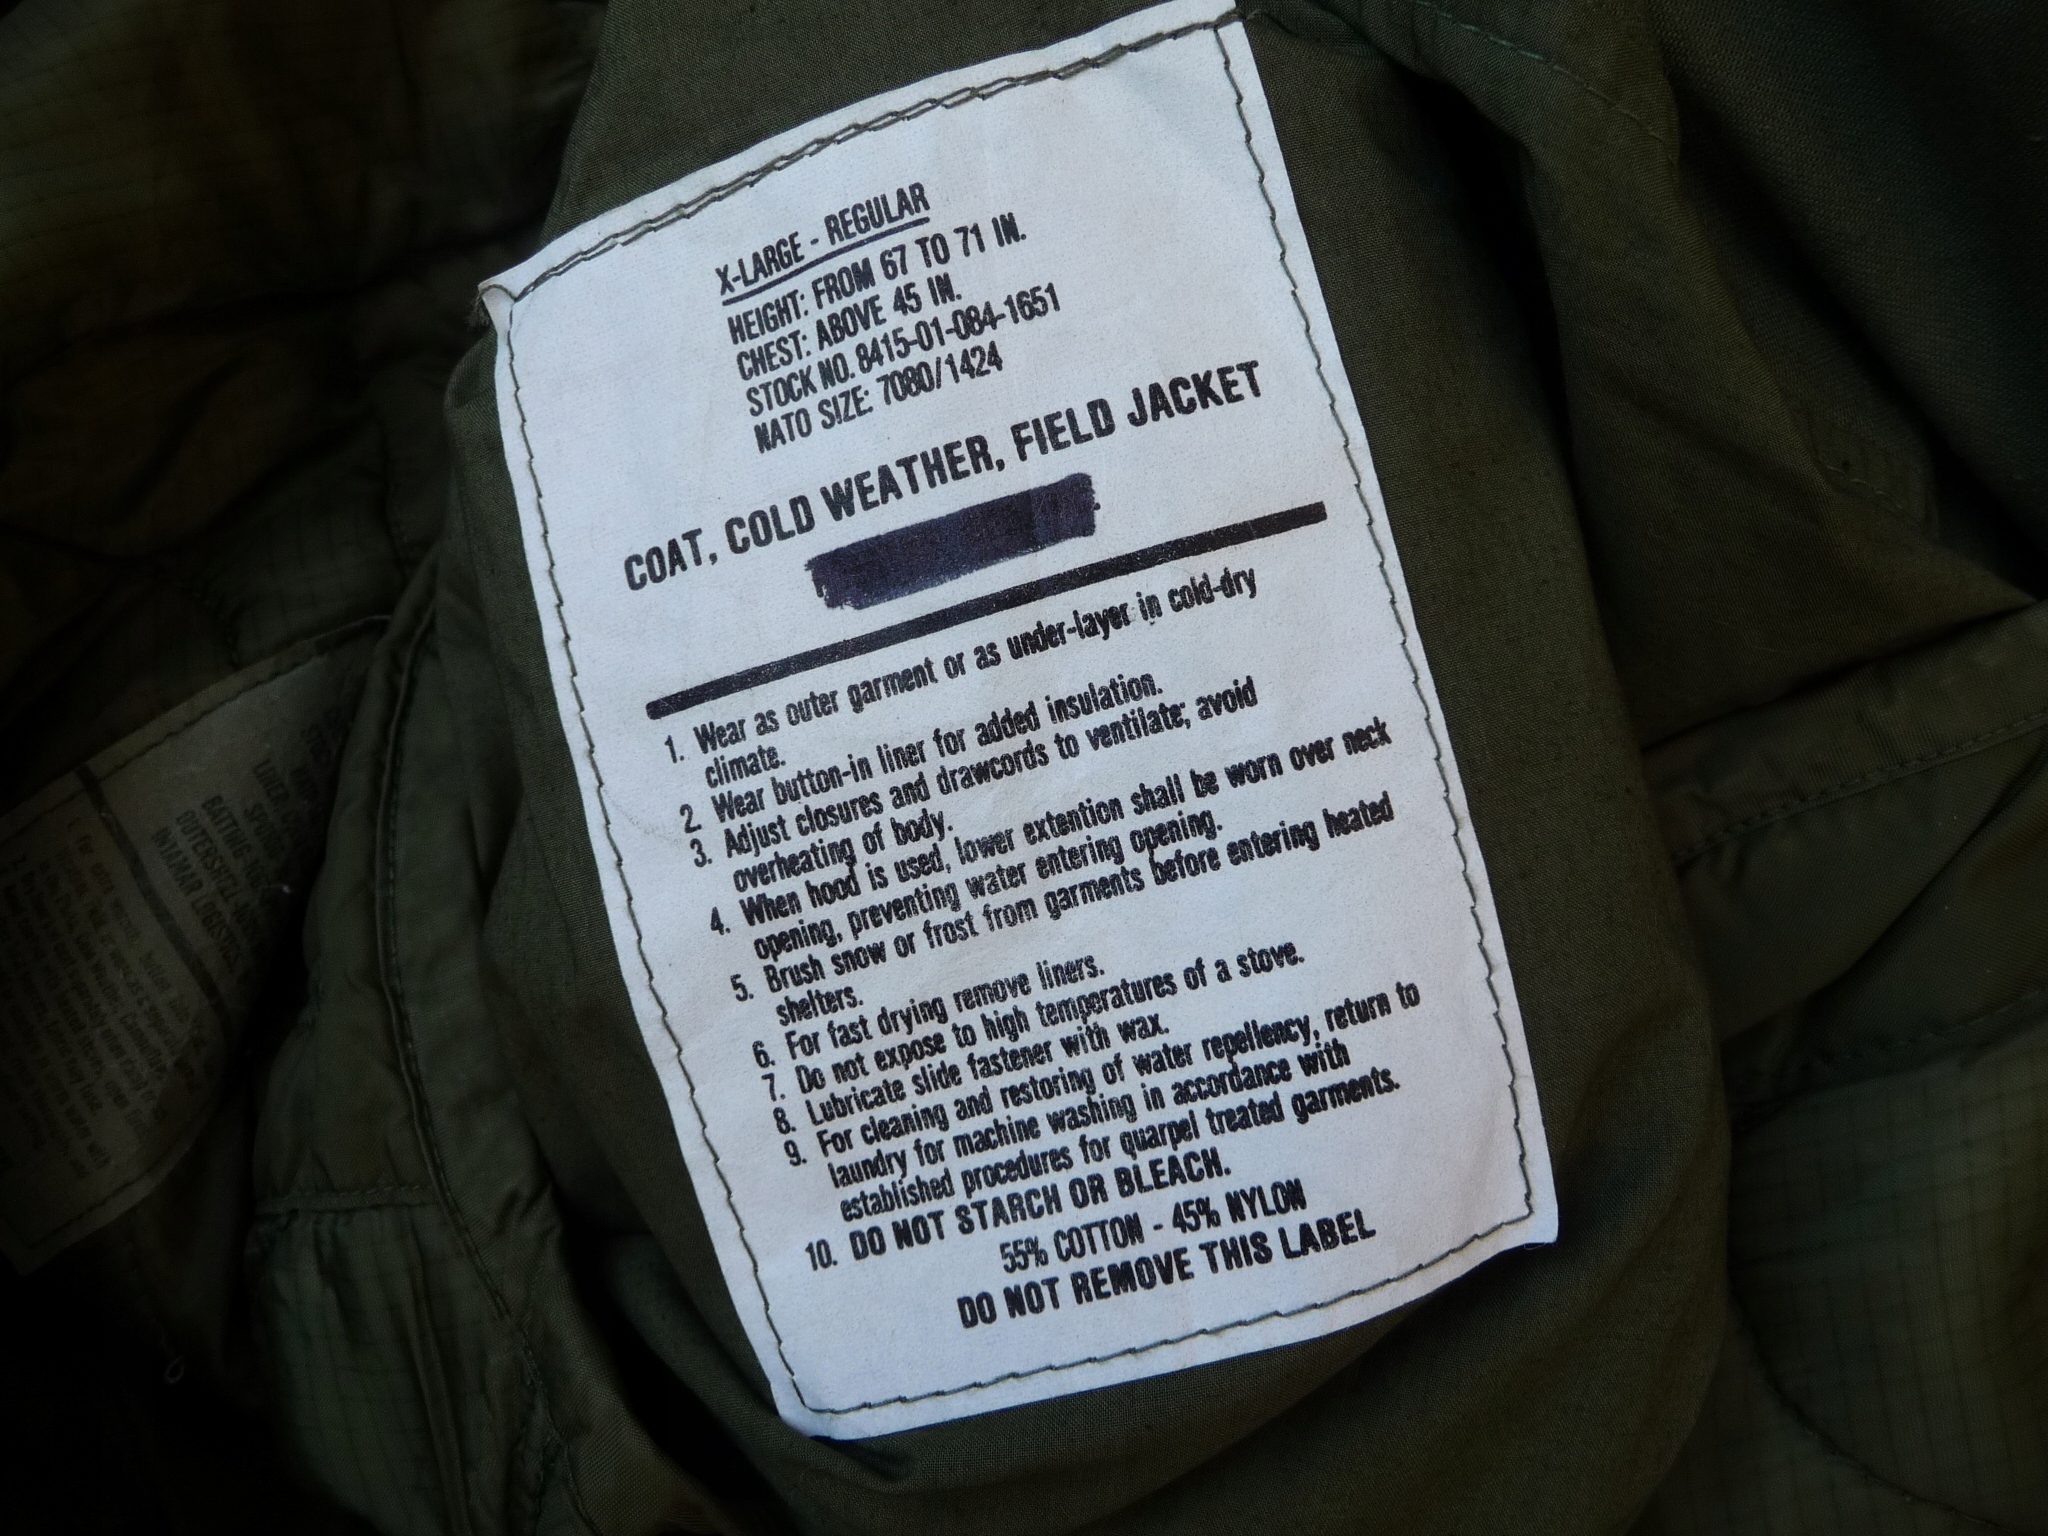 X-LARGE - REGULAR
HEIGHT: FROM 67 TO 71 IN.
CHEST: ABOVE 45 IN.
STOCK NO. 8415-01-084-1651
NATO SIZE: 7080/1424
COAT, COLD WEATHER, FIELD JACKET
1. Wear as outer garment or as under-layer in cold-dry
climate.
2. Wear button-in liner for added insulation.
3. Adjust closures and drawcords to ventilate; avoid
overheating of body.
4. When hood is used, lower extention shall be worn over neck
opening, preventing water entering opening.
5. Brush snow or frost from garments before entering heated
shelters.
6. For fast drying remove liners.
7. Do not expose to high temperatures of a stove.
8. Lubricate slide fastener with wax.
9. For cleaning and restoring of water repellency, return to
laundry for machine washing in accordance with
established procedures for quarpel treated garments.
10. DO NOT STARCH OR BLEACH.
55% COTTON - 45% NYLON
DO NOT REMOVE THIS LABEL